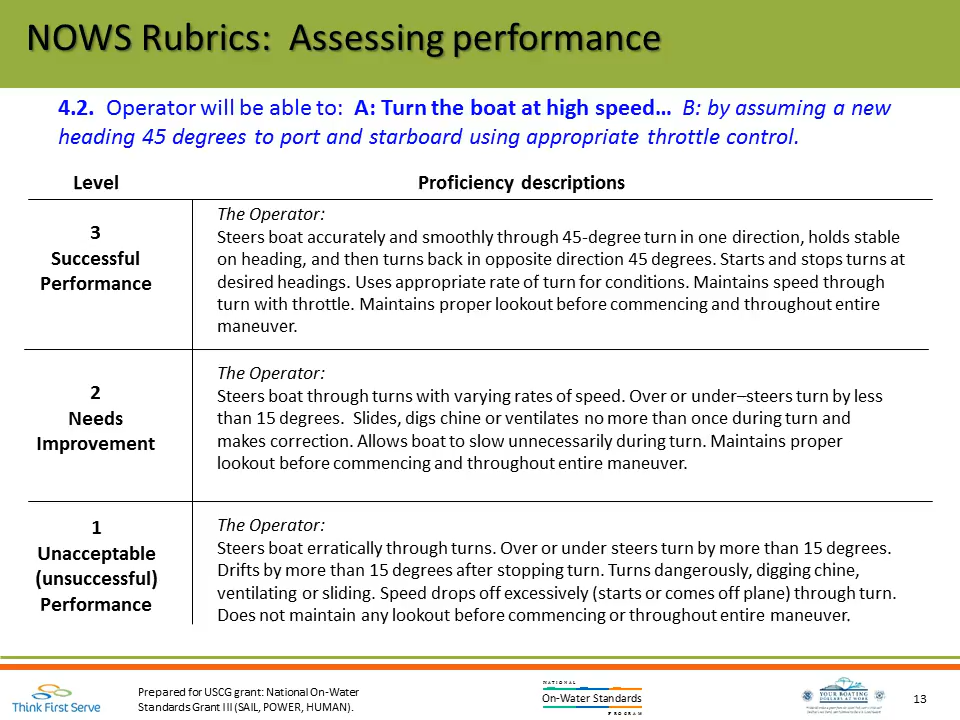 NOWS Rubrics:  Assessing performance
4.2.  Operator will be able to:  A: Turn the boat at high speed…  B: by assuming a new
heading 45 degrees to port and starboard using appropriate throttle control.
Level
Proficiency descriptions
3
Successful
Performance
The Operator:
Steers boat accurately and smoothly through 45-degree turn in one direction, holds stable
on heading, and then turns back in opposite direction 45 degrees. Starts and stops turns at
desired headings. Uses appropriate rate of turn for conditions. Maintains speed through
turn with throttle. Maintains proper lookout before commencing and throughout entire
maneuver.
2
Needs
Improvement
The Operator:
Steers boat through turns with varying rates of speed. Over or under–steers turn by less
than 15 degrees.  Slides, digs chine or ventilates no more than once during turn and
makes correction. Allows boat to slow unnecessarily during turn. Maintains proper
lookout before commencing and throughout entire maneuver.
1
Unacceptable
(unsuccessful)
Performance
The Operator:
Steers boat erratically through turns. Over or under steers turn by more than 15 degrees.
Drifts by more than 15 degrees after stopping turn. Turns dangerously, digging chine,
ventilating or sliding. Speed drops off excessively (starts or comes off plane) through turn.
Does not maintain any lookout before commencing or throughout entire maneuver.
Think First Serve
Prepared for USCG grant: National On-Water
Standards Grant III (SAIL, POWER, HUMAN).
NATIONAL
On-Water Standards
PROGRAM
YOUR BOATING
DOLLARS AT WORK
13